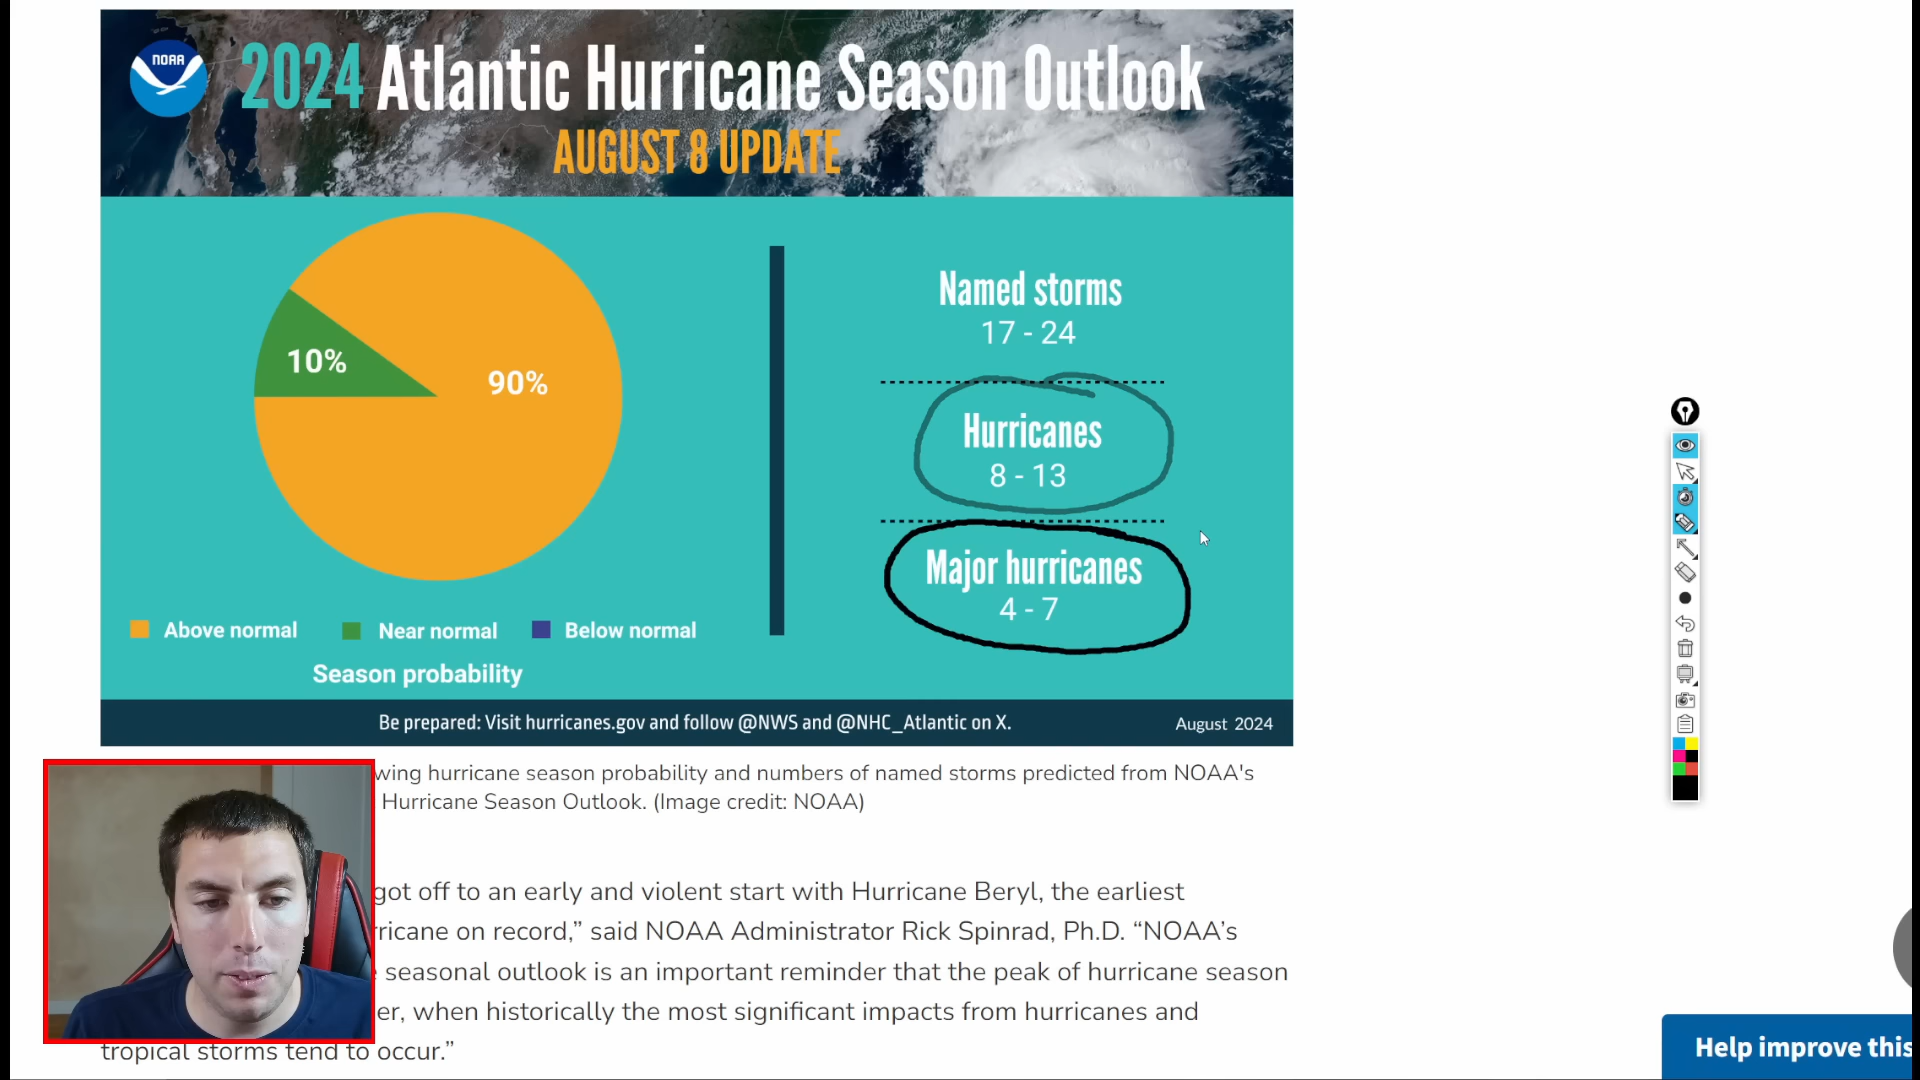 NOAA
2024 Atlantic Hurricane Season Outlook
AUGUST 8 UPDATE
10%
90%
Above normal
Near normal
Below normal
Season probability
Named storms
17 - 24
Hurricanes
8 - 13
Major hurricanes
4 - 7
Be prepared: Visit hurricanes.gov and follow @NWS and @NHC_Atlantic on X.
August 2024
wing hurricane season probability and numbers of named storms predicted from NOAA's
Hurricane Season Outlook. (Image credit: NOAA)
got off to an early and violent start with Hurricane Beryl, the earliest
rricane on record,” said NOAA Administrator Rick Spinrad, Ph.D. “NOAA’s
seasonal outlook is an important reminder that the peak of hurricane season
er, when historically the most significant impacts from hurricanes and
tropical storms tend to occur.”
Help improve this